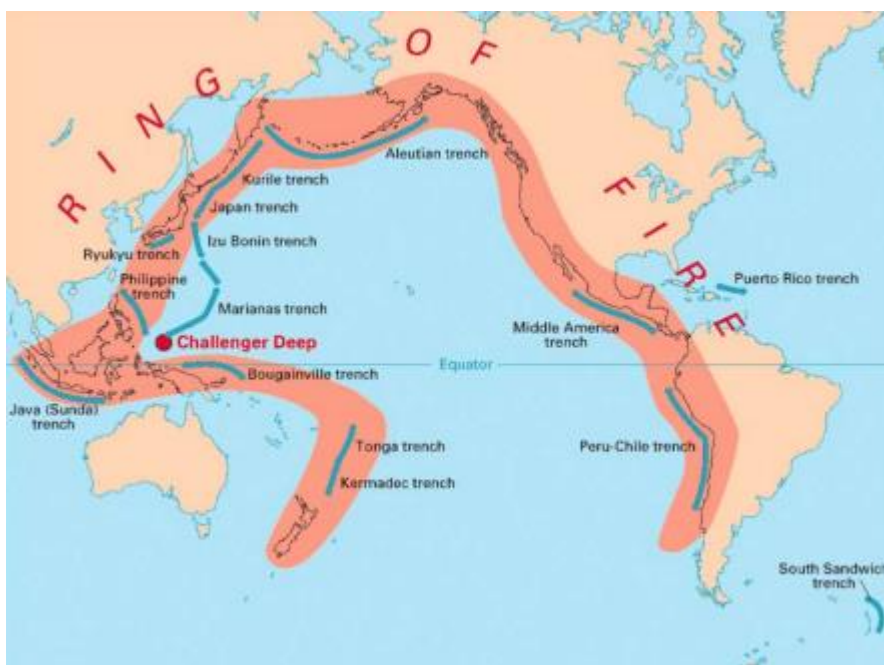 RING OF FIRE
Aleutian trench
Kurile trench
Japan trench
Izu Bonin trench
Ryukyu trench
Philippine
trench
Marianas trench
Challenger Deep
Puerto Rico trench
Middle America
trench
Equator
Bougainville trench
Java (Sunda)
trench
Tonga trench
Kermadec trench
Peru-Chile trench
South Sandwich
trench